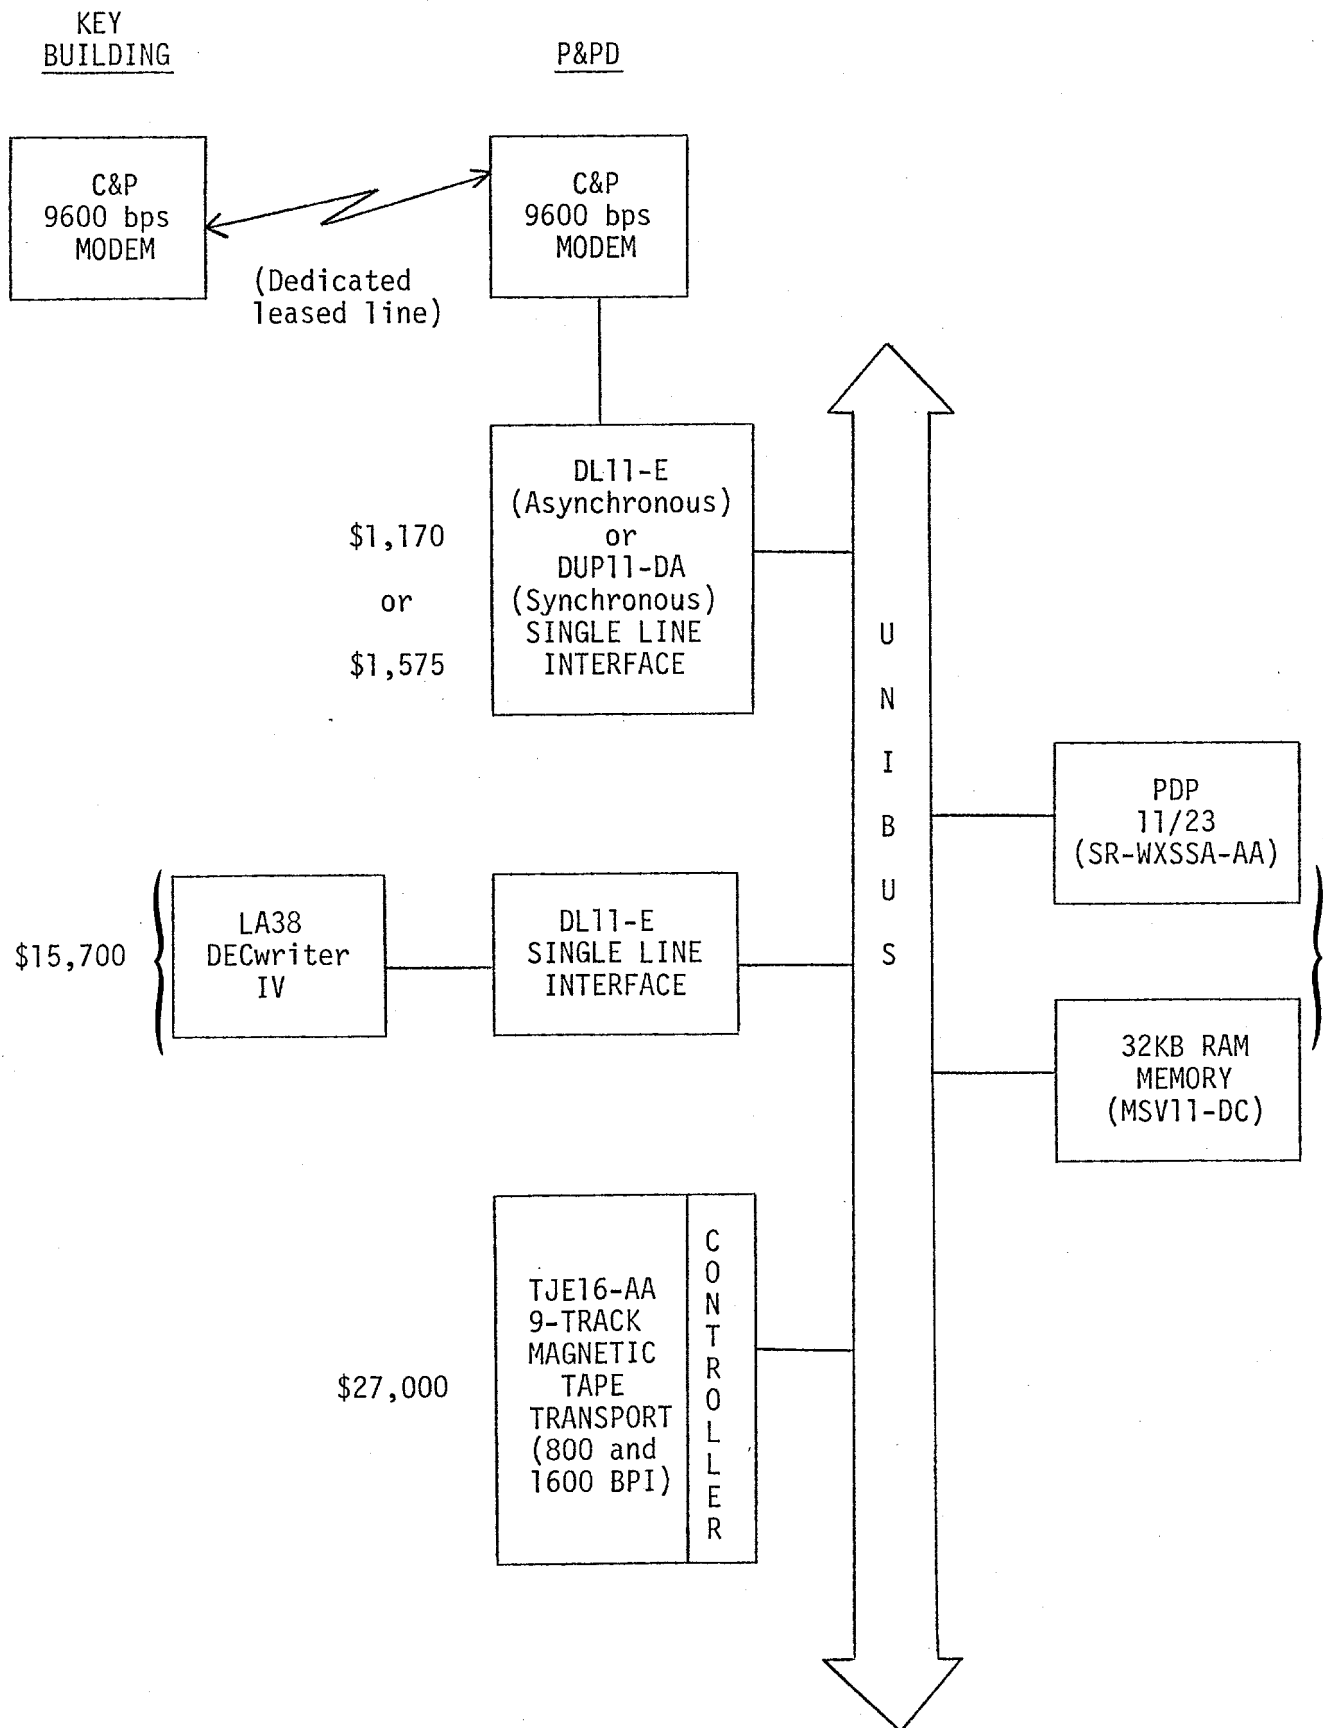 KEY
BUILDING
P&PD
C&P
9600 bps
MODEM
(Dedicated
leased line)
C&P
9600 bps
MODEM
$1,170
or
$1,575
DL11-E
(Asynchronous)
or
DUP11-DA
(Synchronous)
SINGLE LINE
INTERFACE
UNIBUS
PDP
11/23
(SR-WXSSA-AA)
$15,700
LA38
DECwriter
IV
DL11-E
SINGLE LINE
INTERFACE
32KB RAM
MEMORY
(MSV11-DC)
$27,000
TJE16-AA
9-TRACK
MAGNETIC
TAPE
TRANSPORT
(800 and
1600 BPI)
CONTROLLER